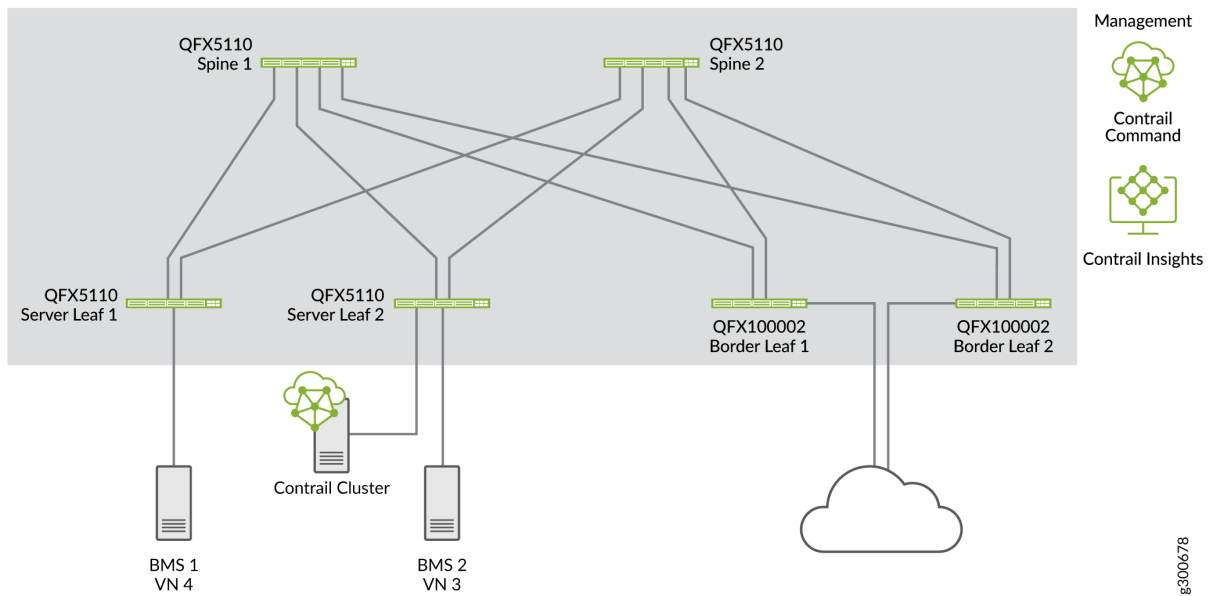 QFX5110
Spine 1
QFX5110
Spine 2
Management
Contrail
Command
Contrail Insights
QFX5110
Server Leaf 1
QFX5110
Server Leaf 2
QFX100002
Border Leaf 1
QFX100002
Border Leaf 2
Contrail Cluster
BMS 1
VN 4
BMS 2
VN 3
g300678